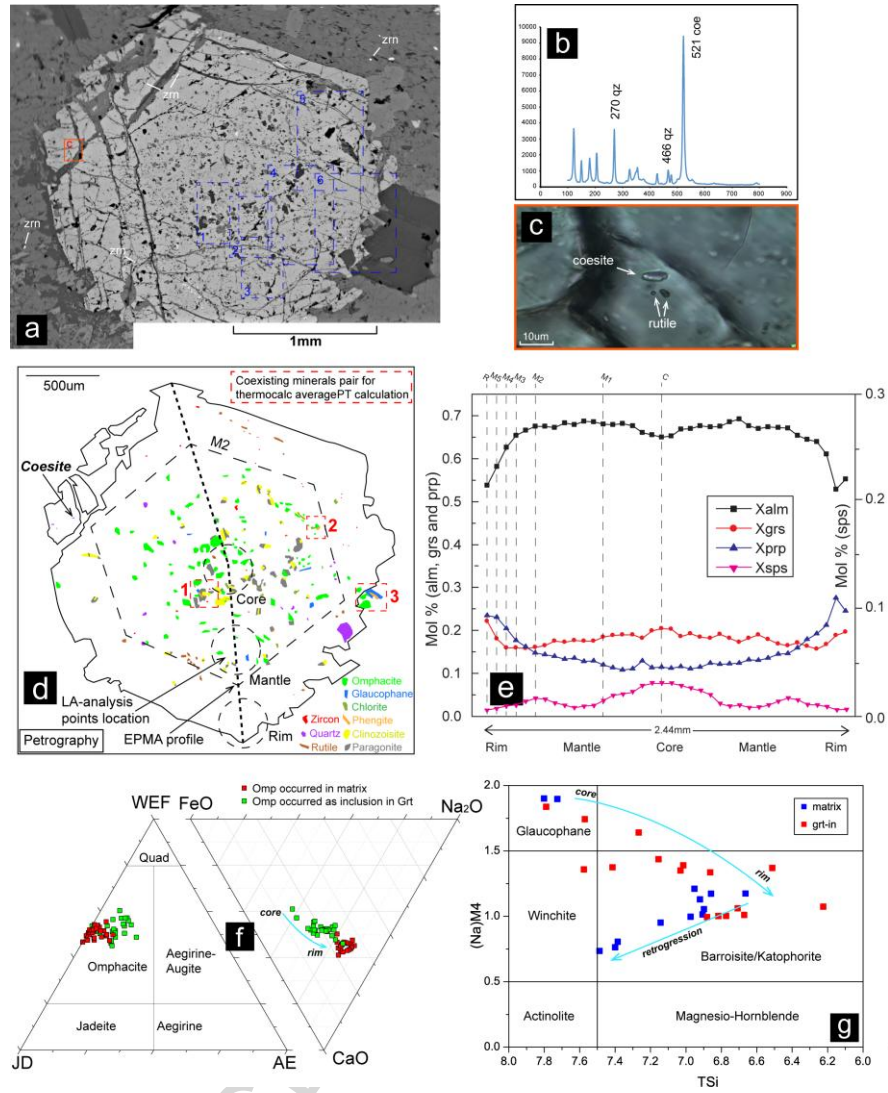 zrn
zrn
c
5
4
6
1
2
3
zrn
zrn
a
1mm
b
10000
9000
8000
7000
6000
5000
4000
3000
2000
1000
0
100 200 300 400 500 600 700 800 900
270 qz
466 qz
521 coe
c
coesite
rutile
10um
500um
Coexisting minerals pair for
thermocalc averagePT calculation
M2
Coesite
2
1
3
Core
Mantle
d
LA-analysis
points location
EPMA profile
Rim
Petrography
Omphacite
Glaucophane
Chlorite
Zircon
Phengite
Quartz
Clinozoisite
Rutile
Paragonite
R M5 M4 M3 M2 M1 C
0.7
0.6
0.5
0.4
0.3
0.2
0.1
0.0
Mol % (alm, grs and prp)
0.3
0.2
0.1
0.0
Mol % (sps)
Xalm
Xgrs
Xprp
Xsps
e
2.44mm
Rim Mantle Core Mantle Rim
Omp occurred in matrix
Omp occurred as inclusion in Grt
WEF
Quad
Omphacite
Aegirine-
Augite
Jadeite
Aegirine
JD
AE
f
FeO
Na₂O
core
rim
CaO
matrix
grt-in
2.0
1.5
1.0
0.5
0.0
(Na)M4
core
Glaucophane
rim
Winchite
retrogression
Barroisite/Katophorite
Actinolite
Magnesio-Hornblende
g
8.0 7.8 7.6 7.4 7.2 7.0 6.8 6.6 6.4 6.2 6.0
TSi